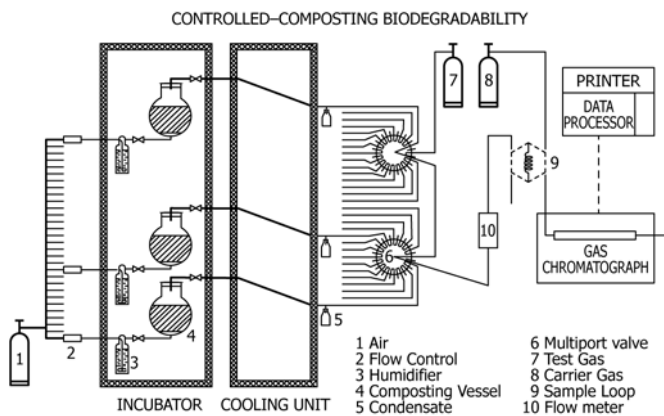 CONTROLLED–COMPOSTING BIODEGRADABILITY
7
8
PRINTER
DATA
PROCESSOR
9
6
10
GAS
CHROMATOGRAPH
1
2
3
4
5
INCUBATOR
COOLING UNIT
1 Air
2 Flow Control
3 Humidifier
4 Composting Vessel
5 Condensate
6 Multiport valve
7 Test Gas
8 Carrier Gas
9 Sample Loop
10 Flow meter